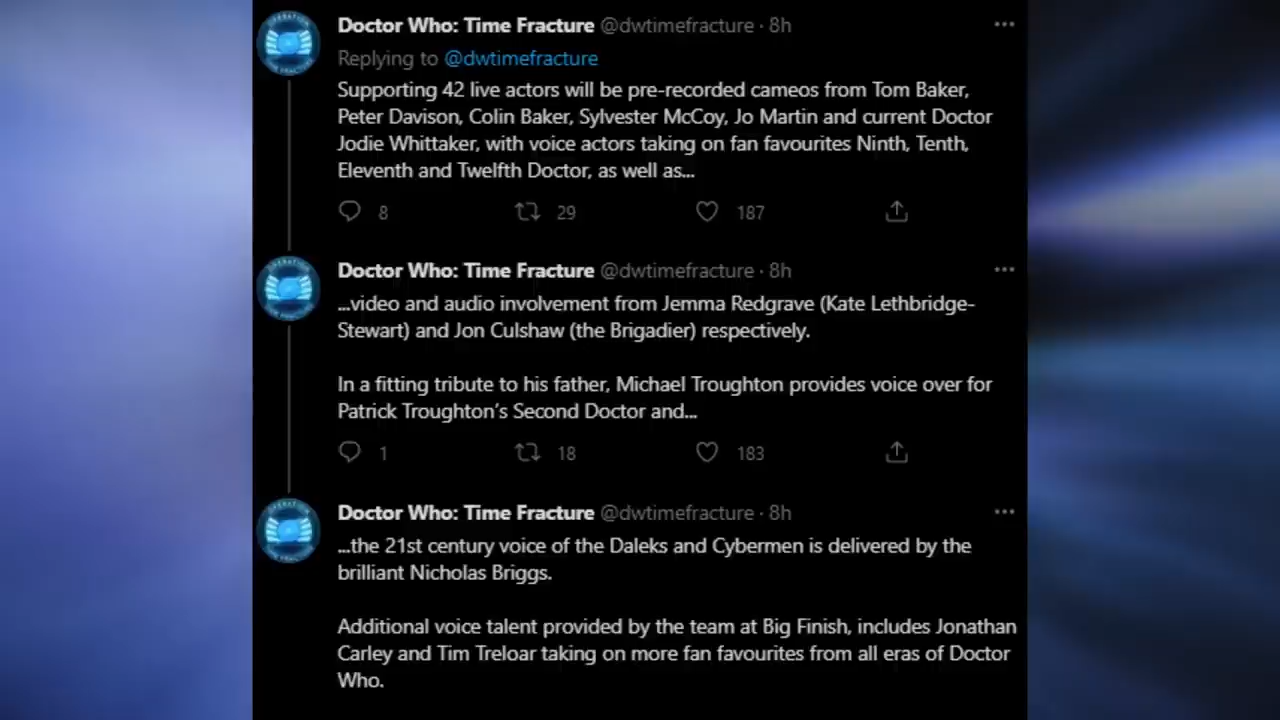 Doctor Who: Time Fracture @dwtimefracture · 8h
Replying to @dwtimefracture
Supporting 42 live actors will be pre-recorded cameos from Tom Baker,
Peter Davison, Colin Baker, Sylvester McCoy, Jo Martin and current Doctor
Jodie Whittaker, with voice actors taking on fan favourites Ninth, Tenth,
Eleventh and Twelfth Doctor, as well as...
8 29 187
Doctor Who: Time Fracture @dwtimefracture · 8h
...video and audio involvement from Jemma Redgrave (Kate Lethbridge-
Stewart) and Jon Culshaw (the Brigadier) respectively.
In a fitting tribute to his father, Michael Troughton provides voice over for
Patrick Troughton's Second Doctor and...
1 18 183
Doctor Who: Time Fracture @dwtimefracture · 8h
...the 21st century voice of the Daleks and Cybermen is delivered by the
brilliant Nicholas Briggs.
Additional voice talent provided by the team at Big Finish, includes Jonathan
Carley and Tim Treloar taking on more fan favourites from all eras of Doctor
Who.